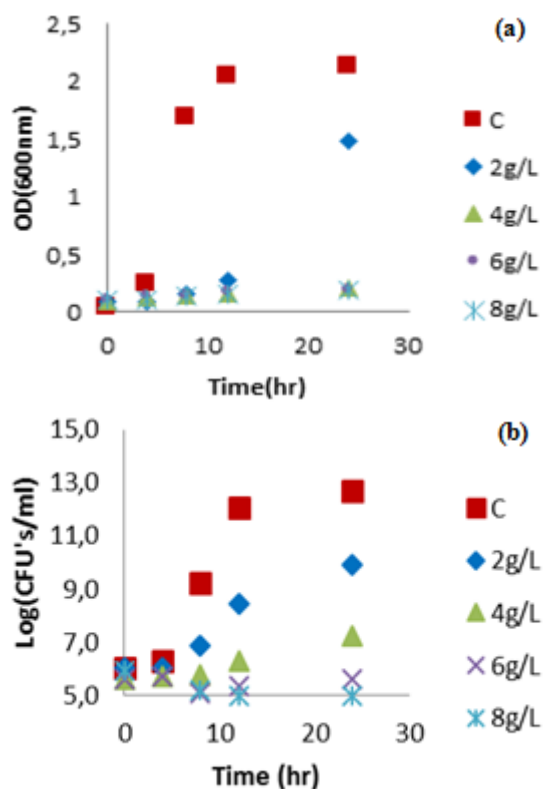 (a)
2,5
2
1,5
1
0,5
0
OD(600nm)
0 10 20 30
Time(hr)
C
2g/L
4g/L
6g/L
8g/L
(b)
15,0
13,0
11,0
9,0
7,0
5,0
Log(CFU's/ml)
0 10 20 30
Time (hr)
C
2g/L
4g/L
6g/L
8g/L